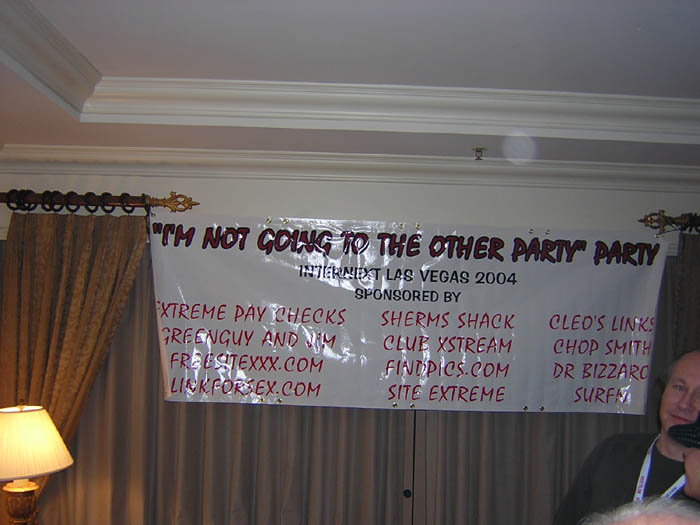 "I'M NOT GOING TO THE OTHER PARTY" PARTY
INTERNEXT LAS VEGAS 2004
SPONSORED BY
EXTREME PAY CHECKS SHERMS SHACK CLEO'S LINKS
GREENGUY AND JIM CLUB XSTREAM CHOP SMITH
FREESITEXXX.COM FINDPICS.COM DR BIZZARO
LINKFORSEX.COM SITE EXTREME